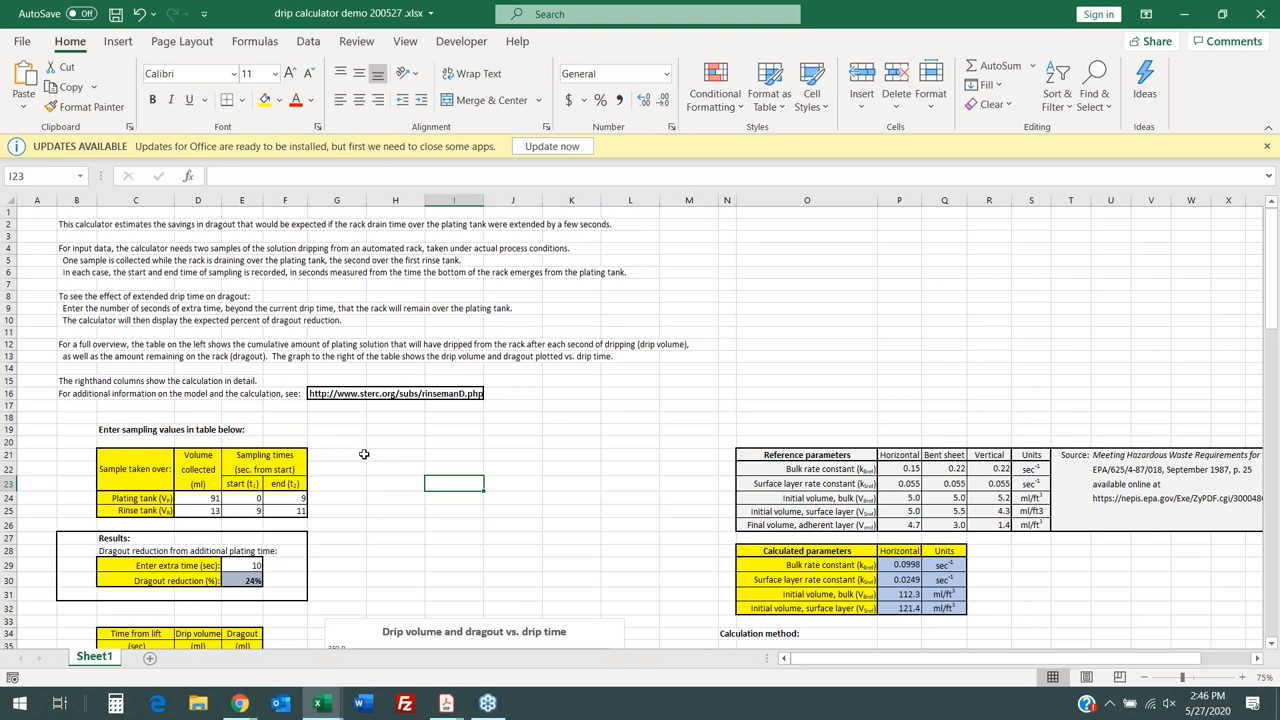 AutoSave Off drip calculator demo 200527.xlsx Search Sign in
File Home Insert Page Layout Formulas Data Review View Developer Help Share Comments
Paste Cut Copy Format Painter Clipboard
Calibri 11 Font
Wrap Text Merge & Center Alignment
General Number
Conditional Formatting Format as Table Cell Styles Styles
Insert Delete Format Cells
AutoSum Fill Clear Sort & Filter Find & Select Editing
Ideas Ideas
UPDATES AVAILABLE Updates for Office are ready to be installed, but first we need to close some apps. Update now
I23
A B C D E F G H I J K L M N O P Q R S T U V W X
This calculator estimates the savings in dragout that would be expected if the rack drain time over the plating tank were extended by a few seconds.
For input data, the calculator needs two samples of the solution dripping from an automated rack, taken under actual process conditions.
One sample is collected while the rack is draining over the plating tank, the second over the first rinse tank.
In each case, the start and end time of sampling is recorded, in seconds measured from the time the bottom of the rack emerges from the plating tank.
To see the effect of extended drip time on dragout:
Enter the number of seconds of extra time, beyond the current drip time, that the rack will remain over the plating tank.
The calculator will then display the expected percent of dragout reduction.
For a full overview, the table on the left shows the cumulative amount of plating solution that will have dripped from the rack after each second of dripping (drip volume),
as well as the amount remaining on the rack (dragout). The graph to the right of the table shows the drip volume and dragout plotted vs. drip time.
The righthand columns show the calculation in detail.
For additional information on the model and the calculation, see: http://www.sterc.org/subs/rinsemanD.php
Enter sampling values in table below:
Sample taken over: Volume collected (ml) Sampling times (sec. from start)
start (t1) end (t2)
Plating tank (VP) 91 0 9
Rinse tank (VR) 13 9 11
Results:
Dragout reduction from additional plating time:
Enter extra time (sec): 10
Dragout reduction (%): 24%
Time from lift (sec) Drip volume (ml) Dragout (ml)
Drip volume and dragout vs. drip time
350.0
Reference parameters Horizontal Bent sheet Vertical Units
Bulk rate constant (kBref) 0.15 0.22 0.22 sec-1
Surface layer rate constant (kSref) 0.055 0.055 0.055 sec-1
Initial volume, bulk (VBref) 5.0 5.0 5.2 ml/ft3
Initial volume, surface layer (VSref) 5.0 5.5 4.3 ml/ft3
Final volume, adherent layer (Vend) 4.7 3.0 1.4 ml/ft3
Source: Meeting Hazardous Waste Requirements for
EPA/625/4-87/018, September 1987, p. 25
available online at
https://nepis.epa.gov/Exe/ZyPDF.cgi/300048
Calculated parameters Horizontal Units
Bulk rate constant (kBref) 0.0998 sec-1
Surface layer rate constant (kSref) 0.0249 sec-1
Initial volume, bulk (VBref) 112.3 ml/ft3
Initial volume, surface layer (VSref) 121.4 ml/ft3
Calculation method:
Sheet1
75%
2:46 PM
5/27/2020